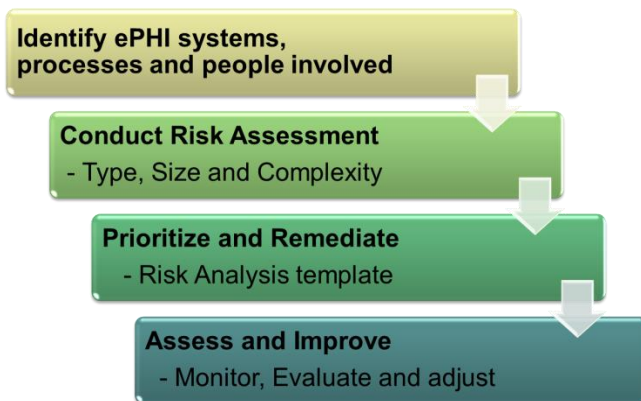 Identify ePHI systems,
processes and people involved
Conduct Risk Assessment
- Type, Size and Complexity
Prioritize and Remediate
- Risk Analysis template
Assess and Improve
- Monitor, Evaluate and adjust